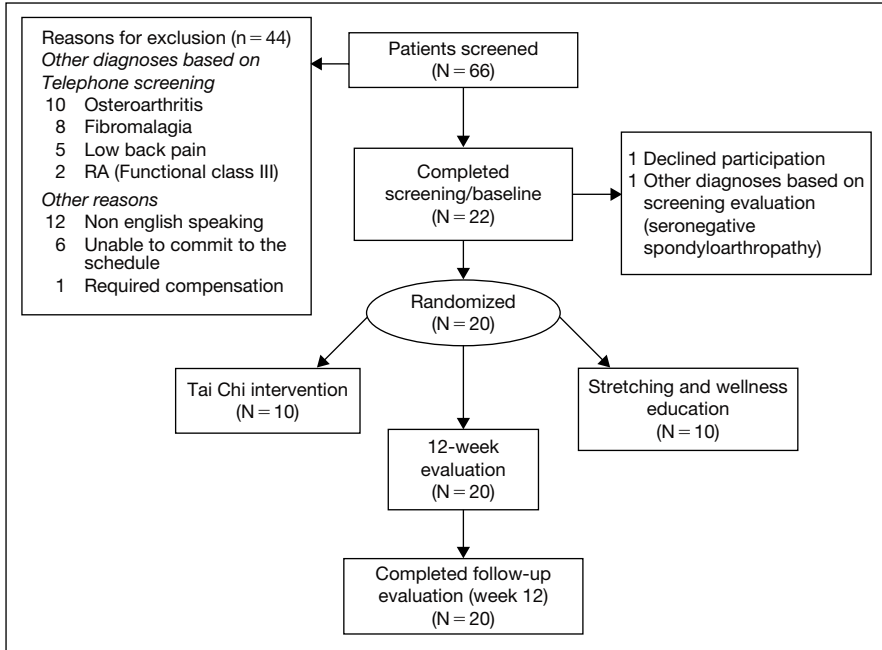 Reasons for exclusion (n = 44)
Other diagnoses based on
Telephone screening
10 Osteroarthritis
8 Fibromalagia
5 Low back pain
2 RA (Functional class III)
Other reasons
12 Non english speaking
6 Unable to commit to the
schedule
1 Required compensation
Patients screened
(N = 66)
Completed
screening/baseline
(N = 22)
1 Declined participation
1 Other diagnoses based on
screening evaluation
(seronegative
spondyloarthropathy)
Randomized
(N = 20)
Tai Chi intervention
(N = 10)
Stretching and wellness
education
(N = 10)
12-week
evaluation
(N = 20)
Completed follow-up
evaluation (week 12)
(N = 20)